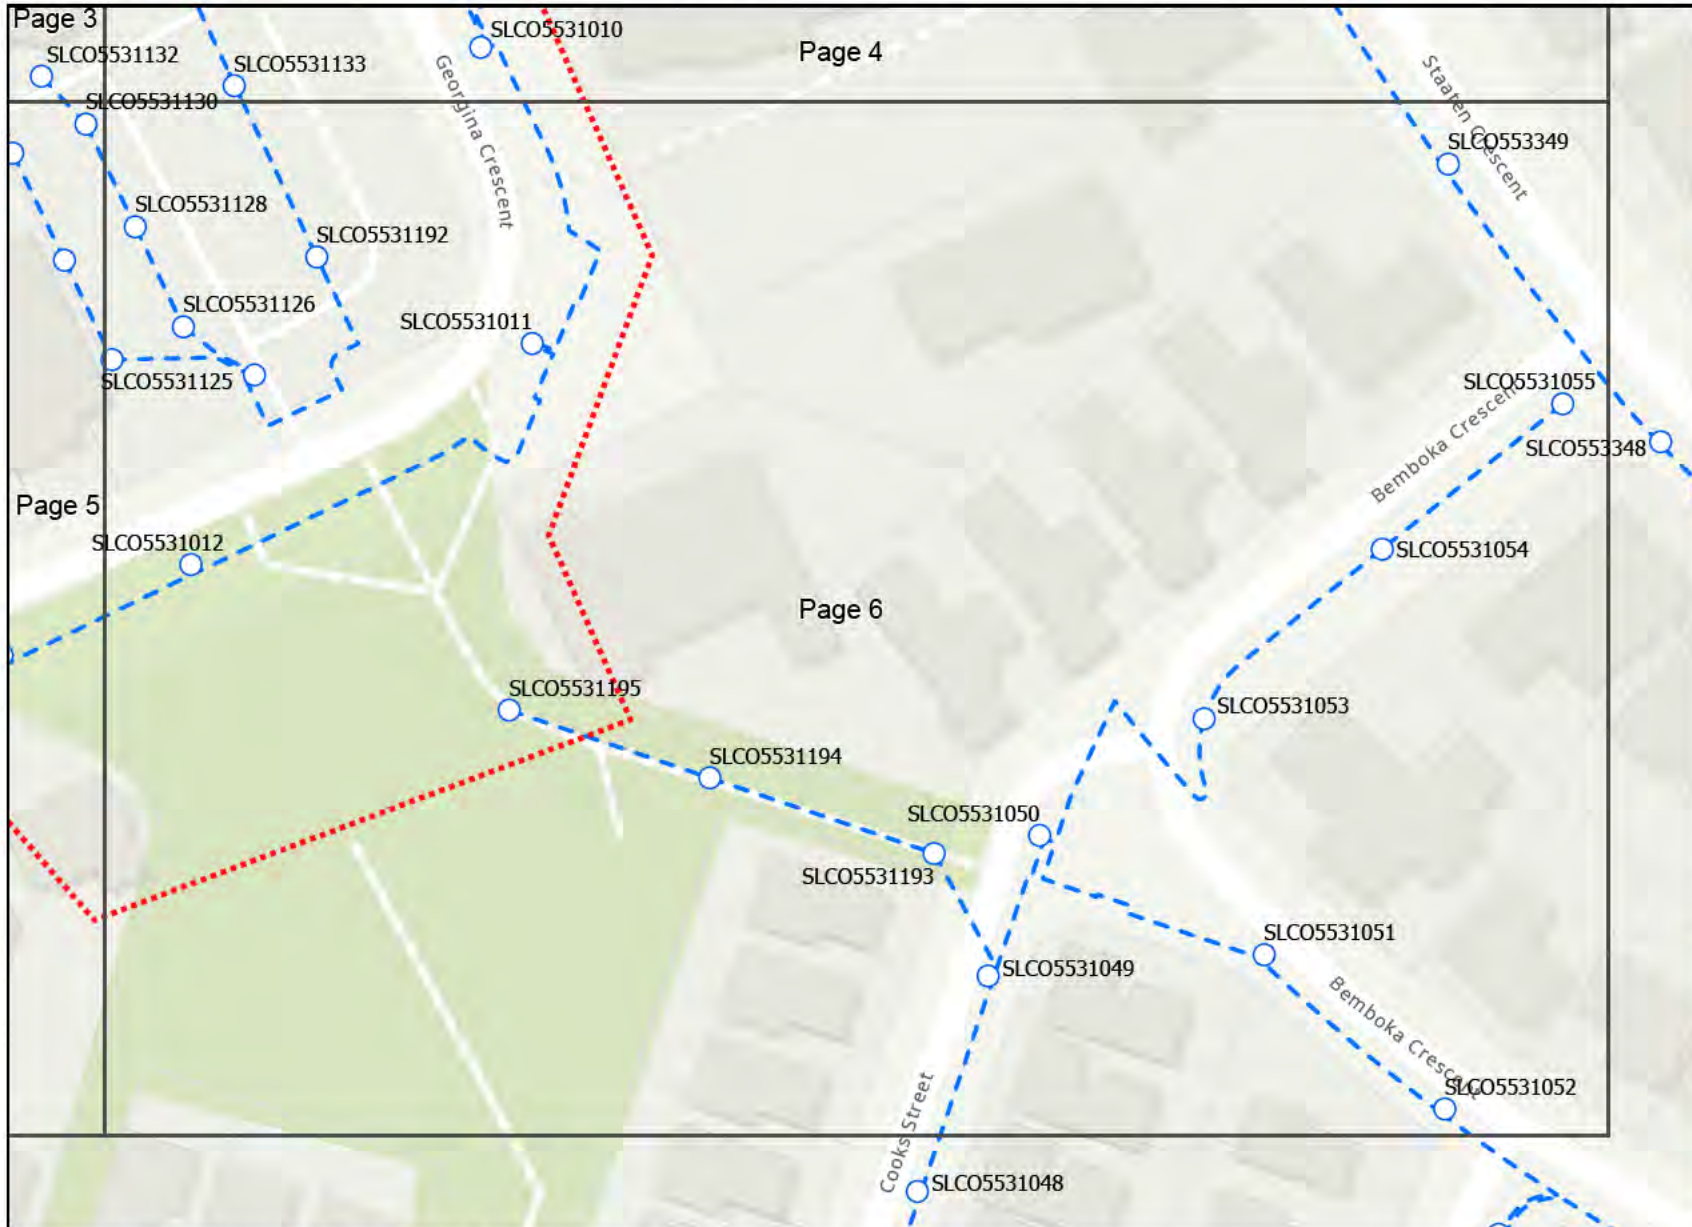 Page 3
SLCO5531010
Page 4
SLCO5531132
SLCO5531133
Georgina Crescent
Staaten Crescent
SLCO5531130
SLCO553349
SLCO5531128
SLCO5531192
SLCO5531126
SLCO5531011
SLCO5531125
SLCO5531055
Bemboka Crescent
SLCO553348
Page 5
SLCO5531012
SLCO5531054
Page 6
SLCO5531195
SLCO5531053
SLCO5531194
SLCO5531050
SLCO5531193
SLCO5531051
SLCO5531049
Bemboka Crescent
SLCO5531052
Cooks Street
SLCO5531048